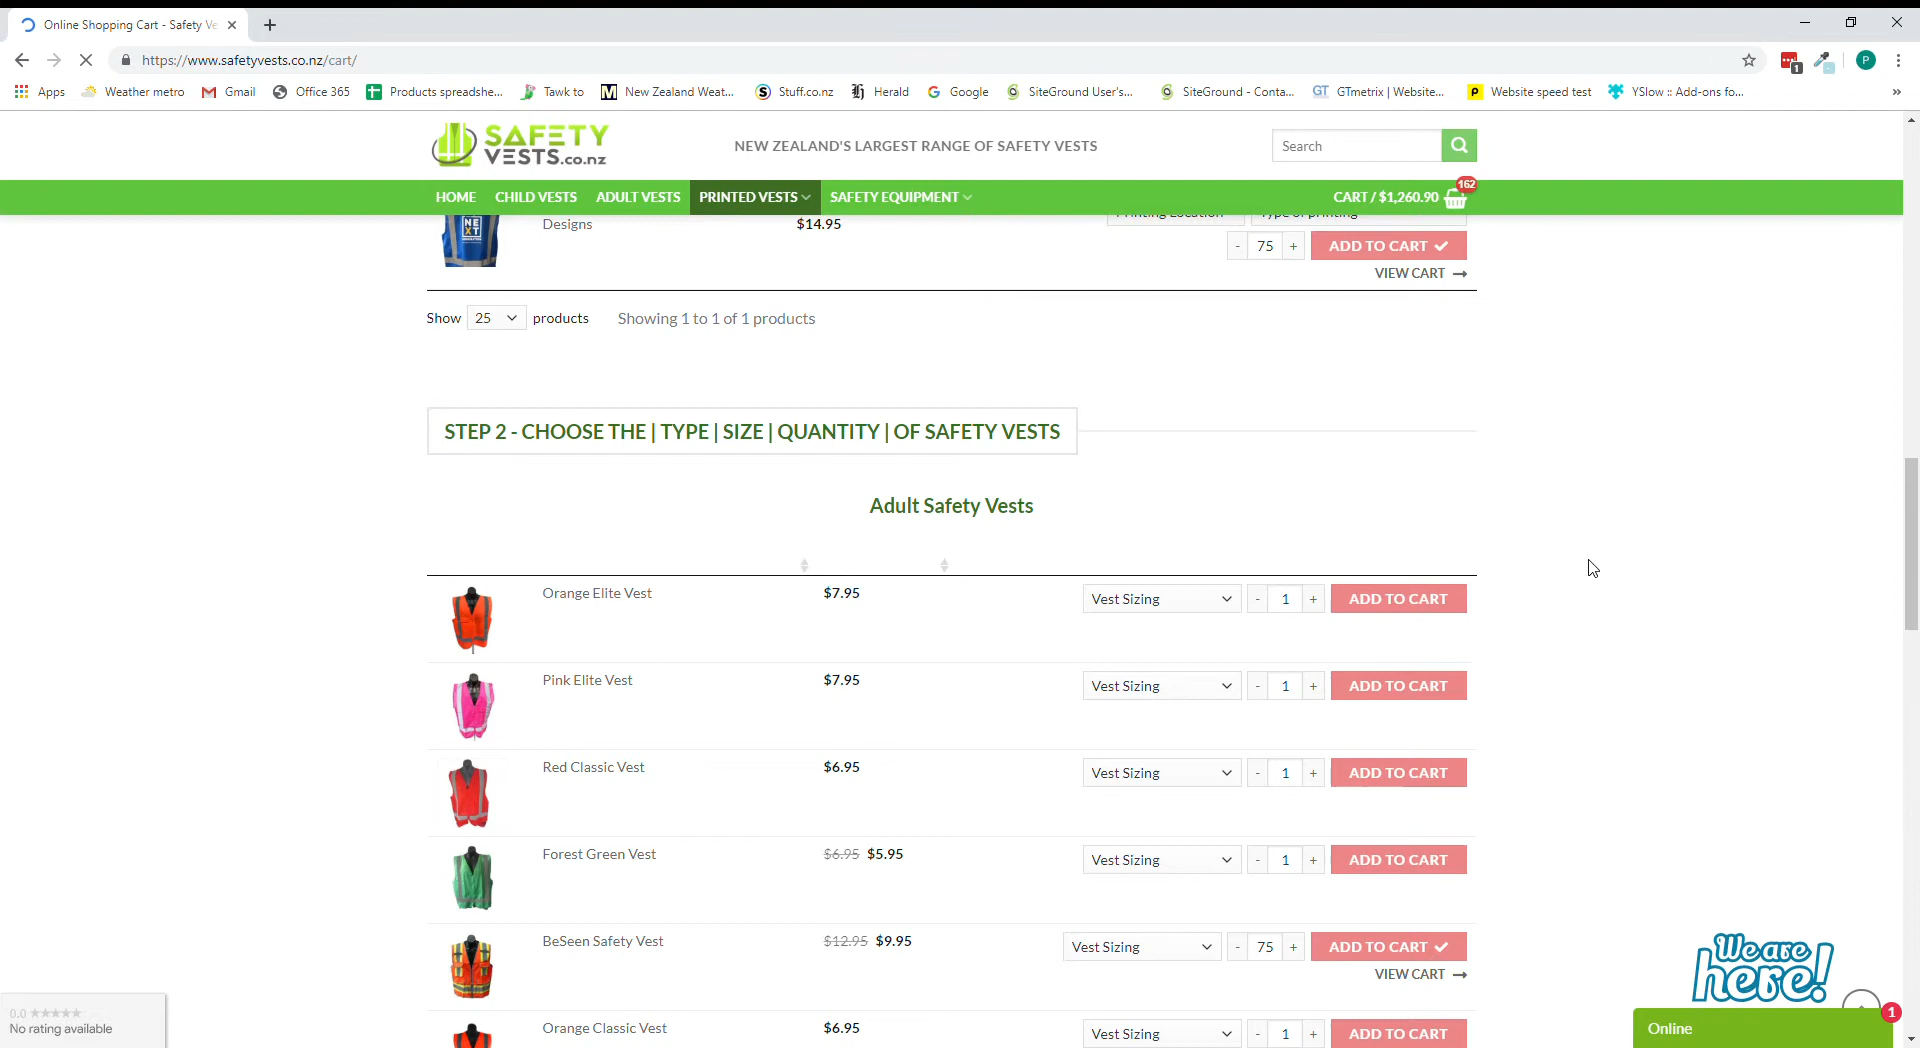 Online Shopping Cart - Safety Ve
https://www.safetyvests.co.nz/cart/
1
P
Apps Weather metro Gmail Office 365 Products spreadshe... Tawk to New Zealand Weat... Stuff.co.nz Herald Google SiteGround User's... SiteGround - Conta... GTmetrix | Website... Website speed test YSlow :: Add-ons fo... »
SAFETY
VESTS.co.nz
NEW ZEALAND'S LARGEST RANGE OF SAFETY VESTS
Search
HOME CHILD VESTS ADULT VESTS PRINTED VESTS SAFETY EQUIPMENT CART / $1,260.90 162
NEXT
Designs $14.95 Printing Location Type of printing
- 75 + ADD TO CART
VIEW CART
Show 25 products Showing 1 to 1 of 1 products
STEP 2 - CHOOSE THE | TYPE | SIZE | QUANTITY | OF SAFETY VESTS
Adult Safety Vests
Orange Elite Vest $7.95 Vest Sizing - 1 + ADD TO CART
Pink Elite Vest $7.95 Vest Sizing - 1 + ADD TO CART
Red Classic Vest $6.95 Vest Sizing - 1 + ADD TO CART
Forest Green Vest $6.95 $5.95 Vest Sizing - 1 + ADD TO CART
BeSeen Safety Vest $12.95 $9.95 Vest Sizing - 75 + ADD TO CART
VIEW CART
Orange Classic Vest $6.95 Vest Sizing - 1 + ADD TO CART
We are
here!
0.0
No rating available
Online
1